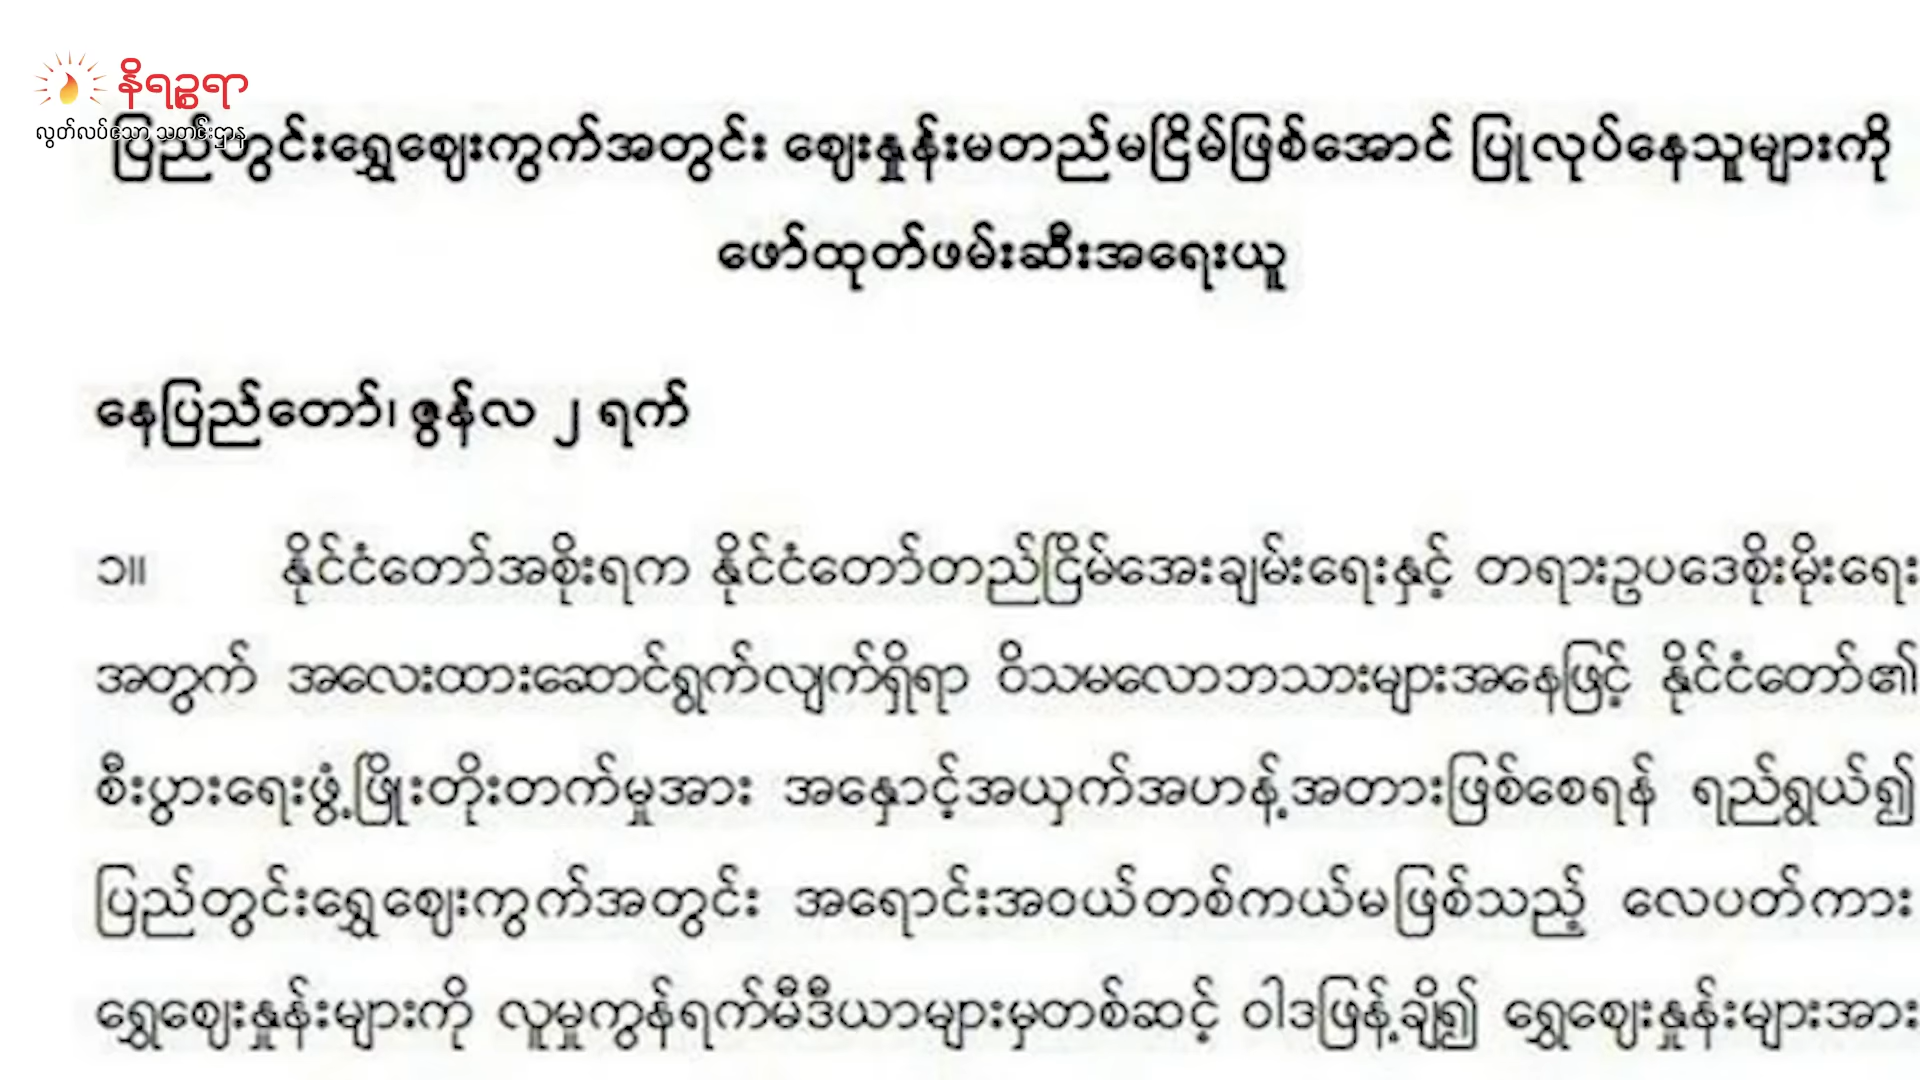 နိရဉ္စရာ
လွတ်လပ်သော သတင်းဌာန
ပြည်တွင်းရွှေဈေးကွက်အတွင်း ဈေးနှုန်းမတည်မငြိမ်ဖြစ်အောင် ပြုလုပ်နေသူများကို
ဖော်ထုတ်ဖမ်းဆီးအရေးယူ
နေပြည်တော်၊ ဇွန်လ ၂ ရက်
၁။ နိုင်ငံတော်အစိုးရက နိုင်ငံတော်တည်ငြိမ်အေးချမ်းရေးနှင့် တရားဥပဒေစိုးမိုးရေး
အတွက် အလေးထားဆောင်ရွက်လျက်ရှိရာ ဝိသမလောဘသားများအနေဖြင့် နိုင်ငံတော်၏
စီးပွားရေးဖွံ့ဖြိုးတိုးတက်မှုအား အနှောင့်အယှက်အဟန့်အတားဖြစ်စေရန် ရည်ရွယ်၍
ပြည်တွင်းရွှေဈေးကွက်အတွင်း အရောင်းအဝယ်တစ်ကယ်မဖြစ်သည့် လေပတ်ကား
ရွှေဈေးနှုန်းများကို လူမှုကွန်ရက်မီဒီယာများမှတစ်ဆင့် ဝါဒဖြန့်ချို၍ ရွှေဈေးနှုန်းများအား